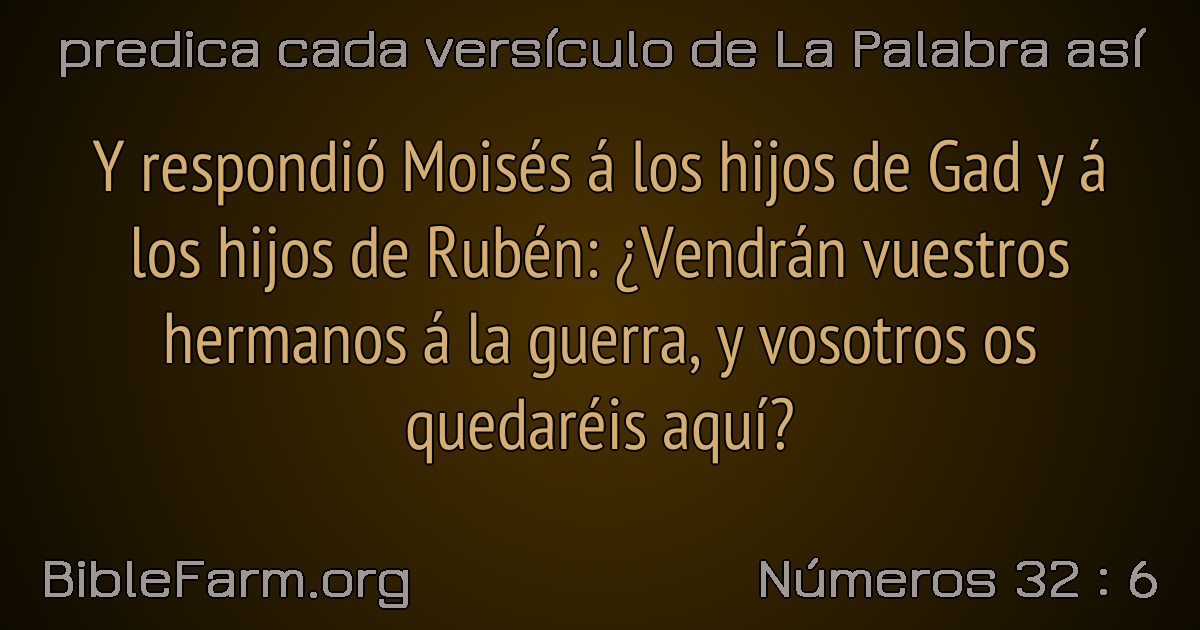 predica cada versículo de La Palabra así
Y respondió Moisés á los hijos de Gad y á
los hijos de Rubén: ¿Vendrán vuestros
hermanos á la guerra, y vosotros os
quedaréis aquí?
BibleFarm.org
Números 32 : 6